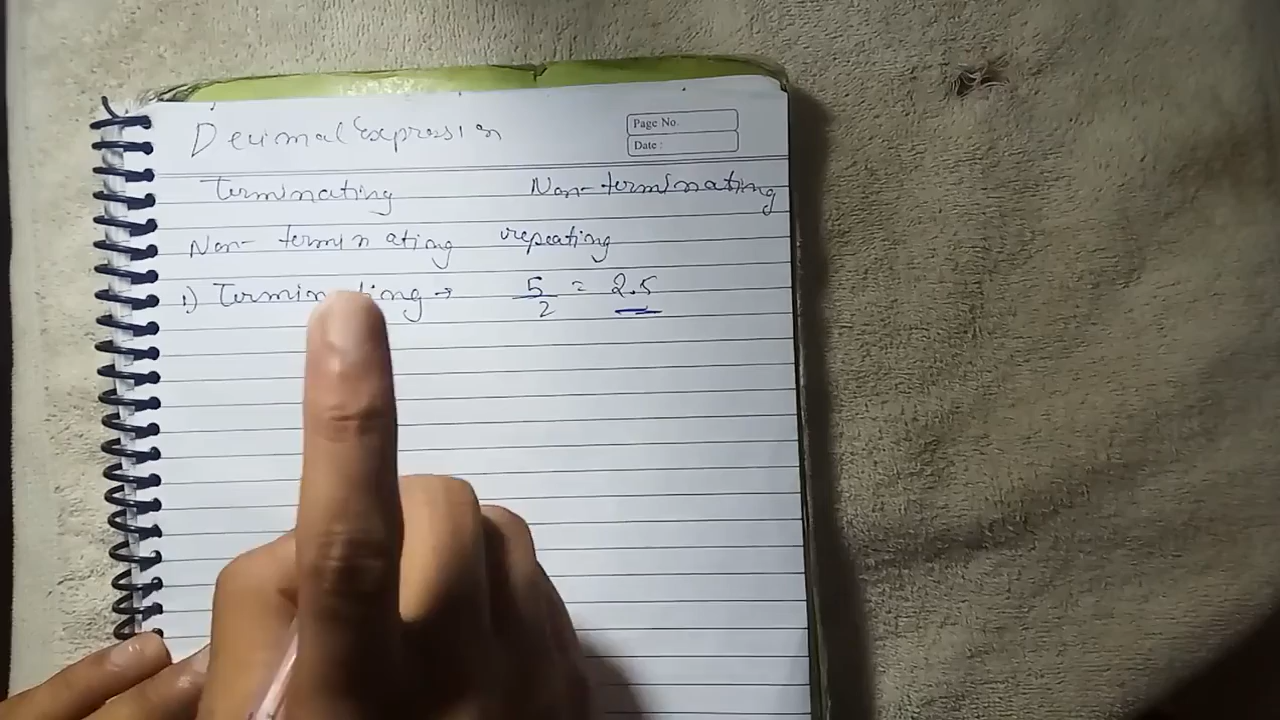 Decimal Expression
Page No.
Date :
Terminating Non-terminating
Non-terminating repeating
1) Terminating → 5/2 = 2.5